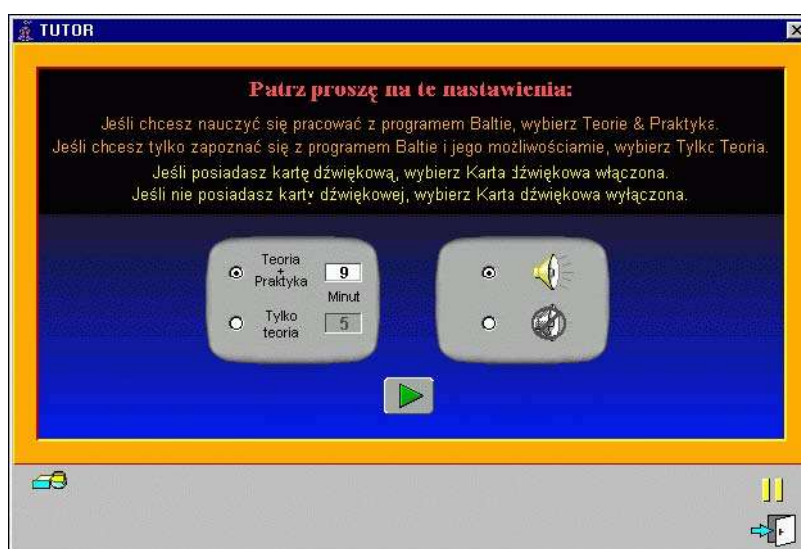 TUTOR
Patrz proszę na te nastawienia:
Jeśli chcesz nauczyć się pracować z programem Baltie, wybierz Teorie & Praktyka.
Jeśli chcesz tylko zapoznać się z programem Baltie i jego możliwościamie, wybierz Tylko Teoria.
Jeśli posiadasz kartę dźwiękową, wybierz Karta dźwiękowa włączona.
Jeśli nie posiadasz karty dźwiękowej, wybierz Karta dźwiękowa wyłączona.
Teoria
+
Praktyka
9
Minut
Tylko
teoria
5